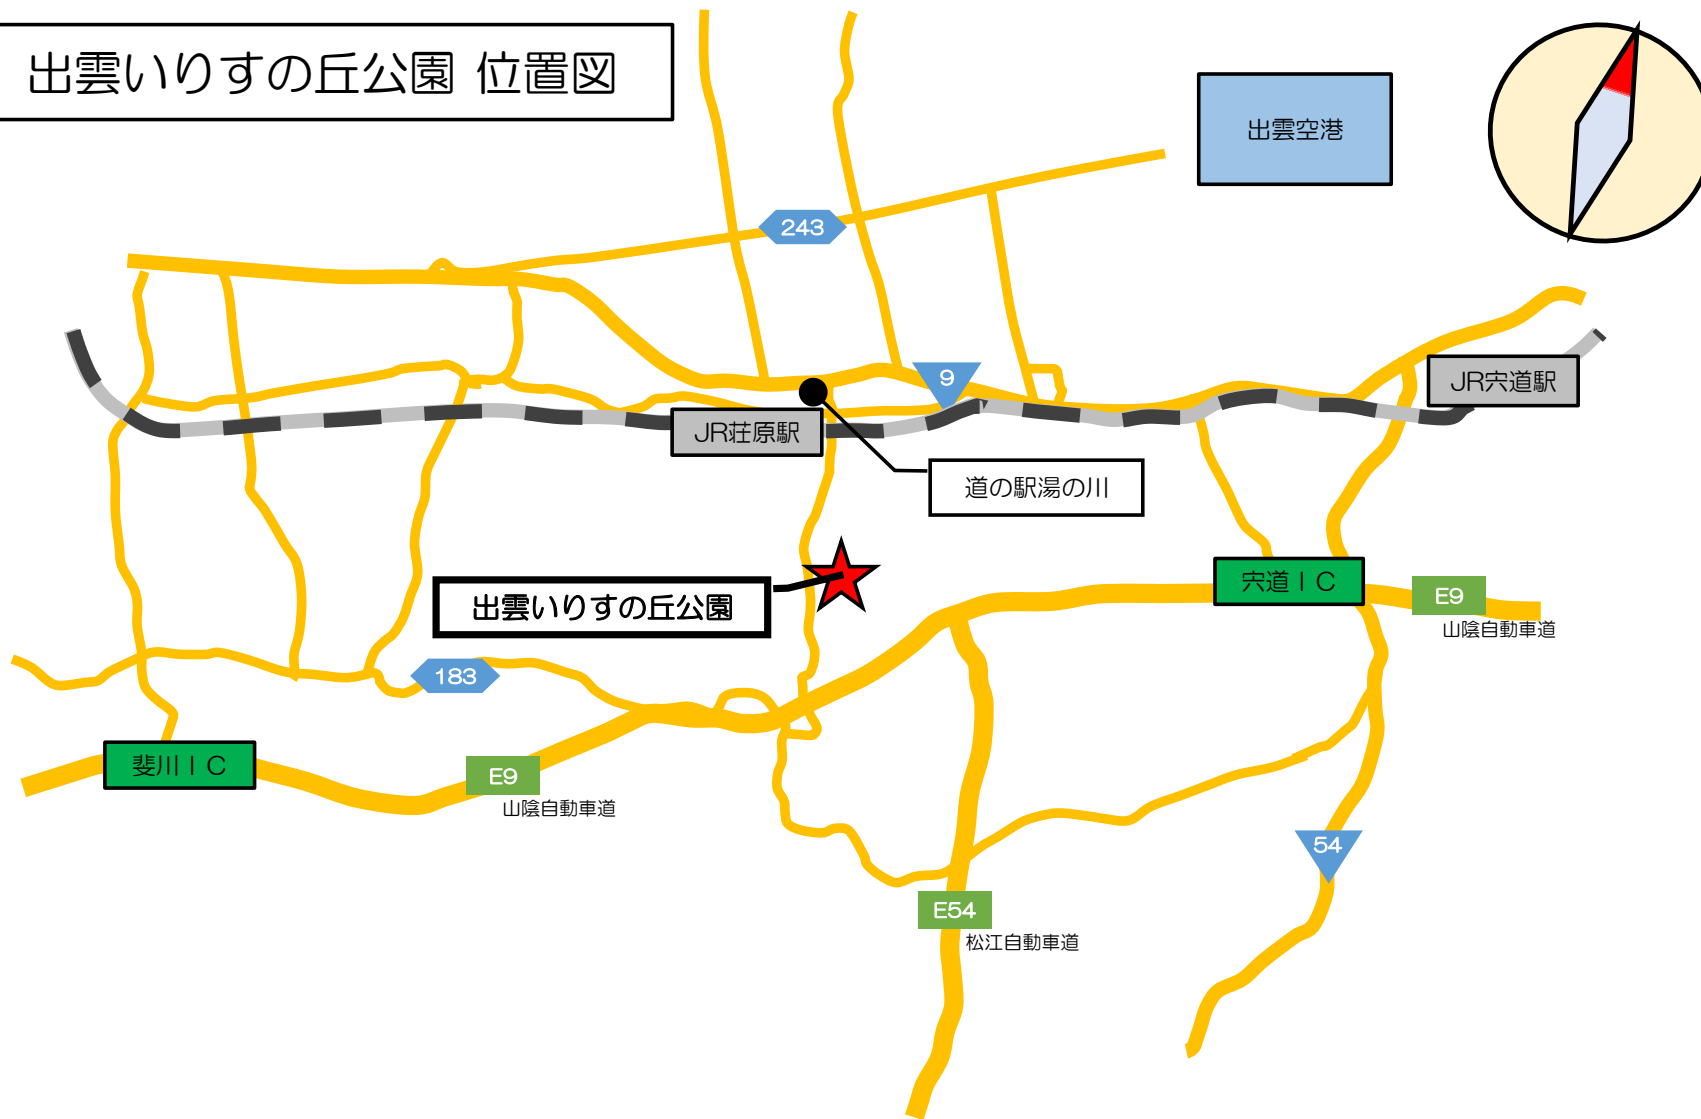 出雲いりすの丘公園 位置図
出雲空港
243
9
JR宍道駅
JR荘原駅
道の駅湯の川
出雲いりすの丘公園
宍道IC
E9
山陰自動車道
183
斐川IC
E9
山陰自動車道
54
E54
松江自動車道